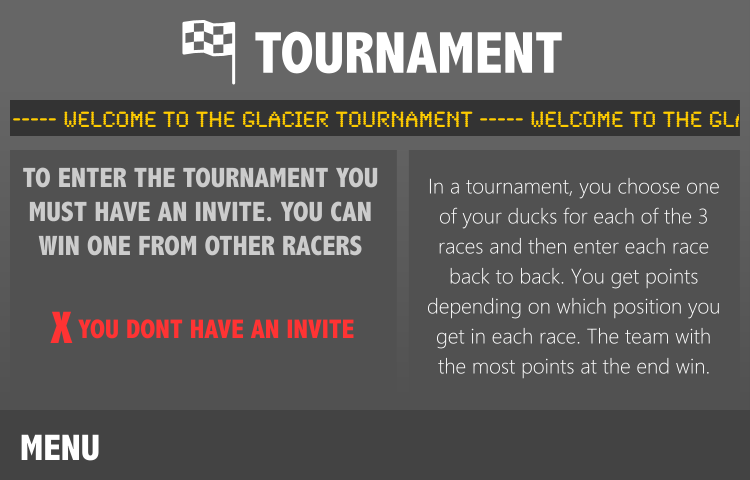 TOURNAMENT
----- WELCOME TO THE GLACIER TOURNAMENT ----- WELCOME TO THE GLA
TO ENTER THE TOURNAMENT YOU
MUST HAVE AN INVITE. YOU CAN
WIN ONE FROM OTHER RACERS
X YOU DONT HAVE AN INVITE
In a tournament, you choose one
of your ducks for each of the 3
races and then enter each race
back to back. You get points
depending on which position you
get in each race. The team with
the most points at the end win.
MENU